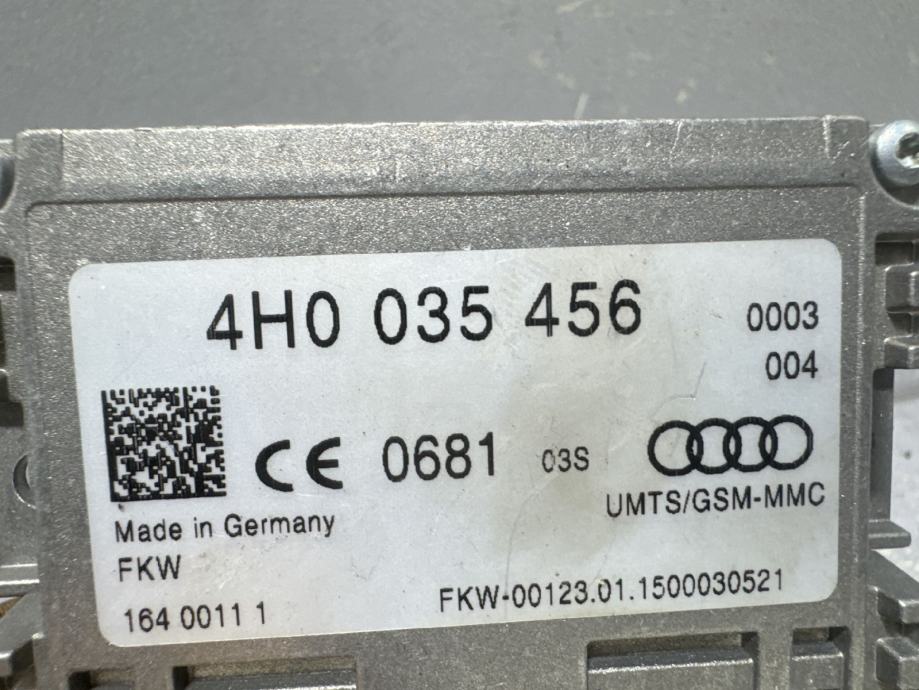 4H0 035 456
0003
004
CE 0681 03S
UMTS/GSM-MMC
Made in Germany
FKW
164 0011 1
FKW-00123.01.1500030521